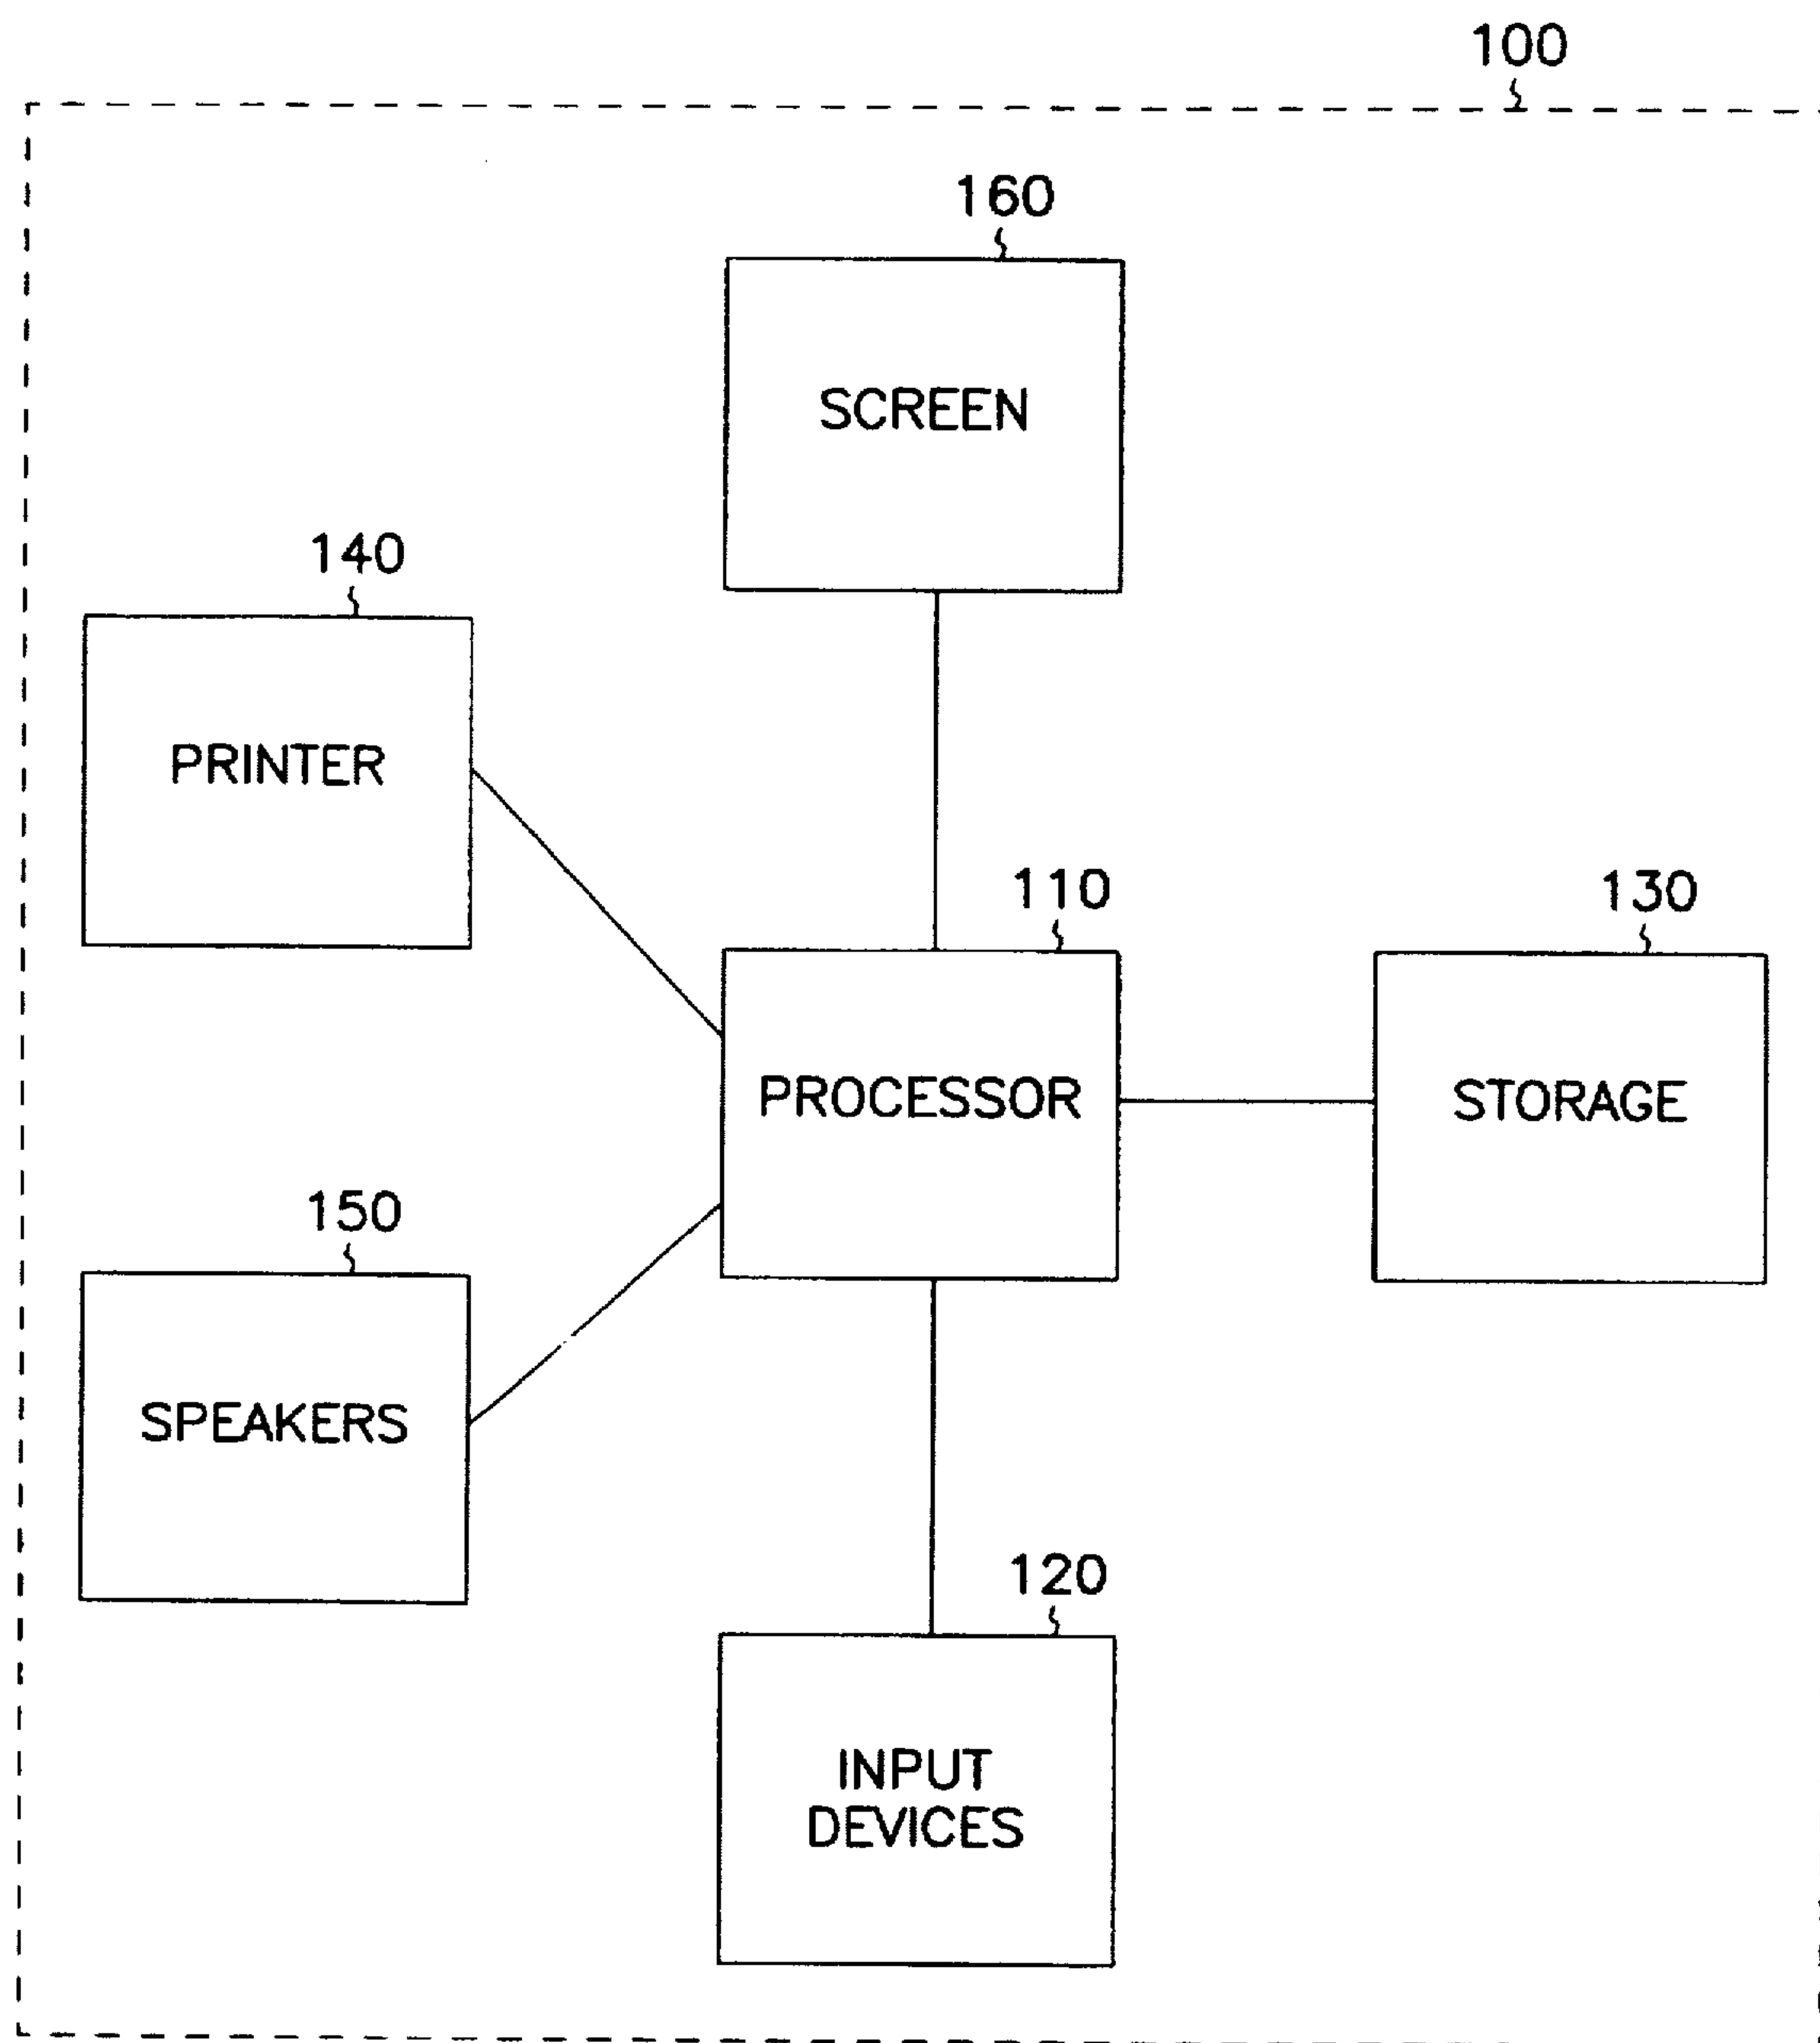 100
160
SCREEN
140
PRINTER
110
PROCESSOR
130
STORAGE
150
SPEAKERS
120
INPUT
DEVICES